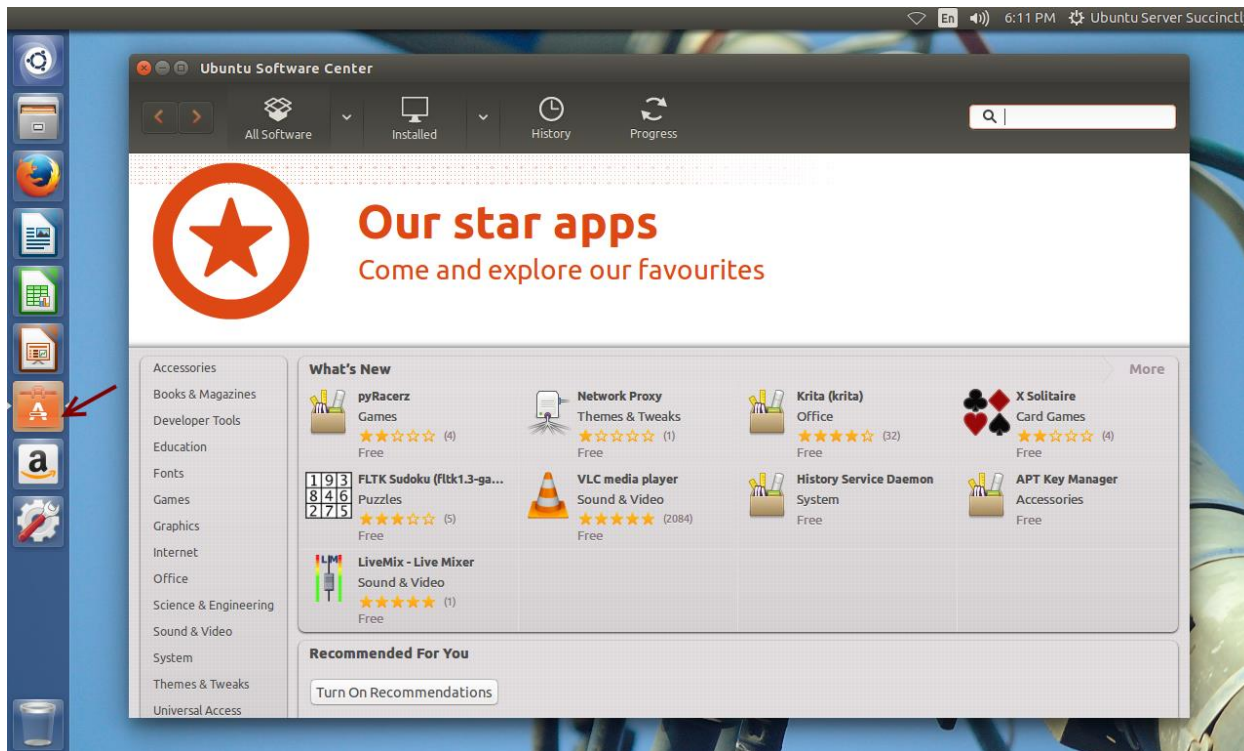 En
6:11 PM
Ubuntu Server Succinctl
Ubuntu Software Center
All Software
Installed
History
Progress
Our star apps
Come and explore our favourites
Accessories
Books & Magazines
Developer Tools
Education
Fonts
Games
Graphics
Internet
Office
Science & Engineering
Sound & Video
System
Themes & Tweaks
Universal Access
What's New
More
pyRacerz
Games
(4)
Free
Network Proxy
Themes & Tweaks
(1)
Free
Krita (krita)
Office
(32)
Free
X Solitaire
Card Games
(4)
Free
193
846
275
FLTK Sudoku (fltk1.3-ga...
Puzzles
(5)
Free
VLC media player
Sound & Video
(2084)
Free
History Service Daemon
System
Free
APT Key Manager
Accessories
Free
LM
LiveMix - Live Mixer
Sound & Video
(1)
Free
Recommended For You
Turn On Recommendations
A
a